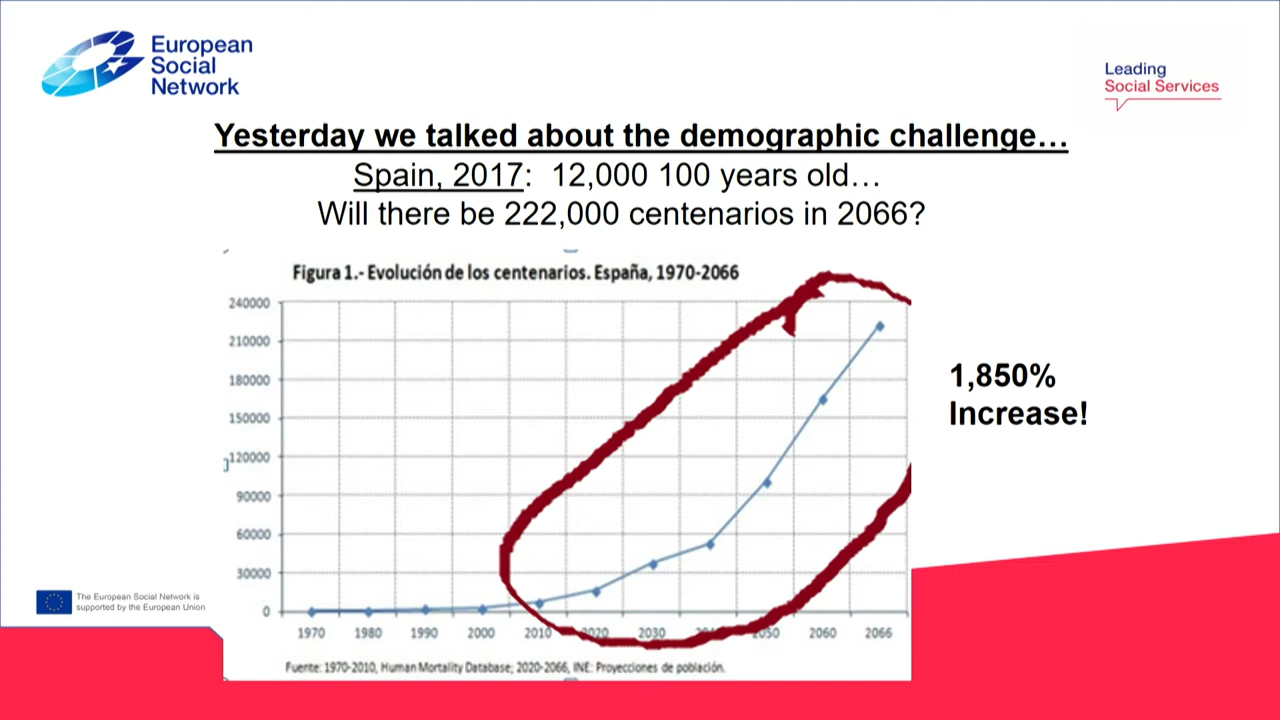 European
Social
Network
Leading
Social Services
Yesterday we talked about the demographic challenge…
Spain, 2017: 12,000 100 years old…
Will there be 222,000 centenarios in 2066?
Figura 1.- Evolución de los centenarios. España, 1970-2066
240000
210000
180000
150000
120000
90000
60000
30000
0
1970 1980 1990 2000 2010 2020 2030 2050 2060 2066
Fuente: 1970-2010, Human Mortality Database; 2020-2066, INE: Proyecciones de población.
1,850%
Increase!
The European Social Network is
supported by the European Union